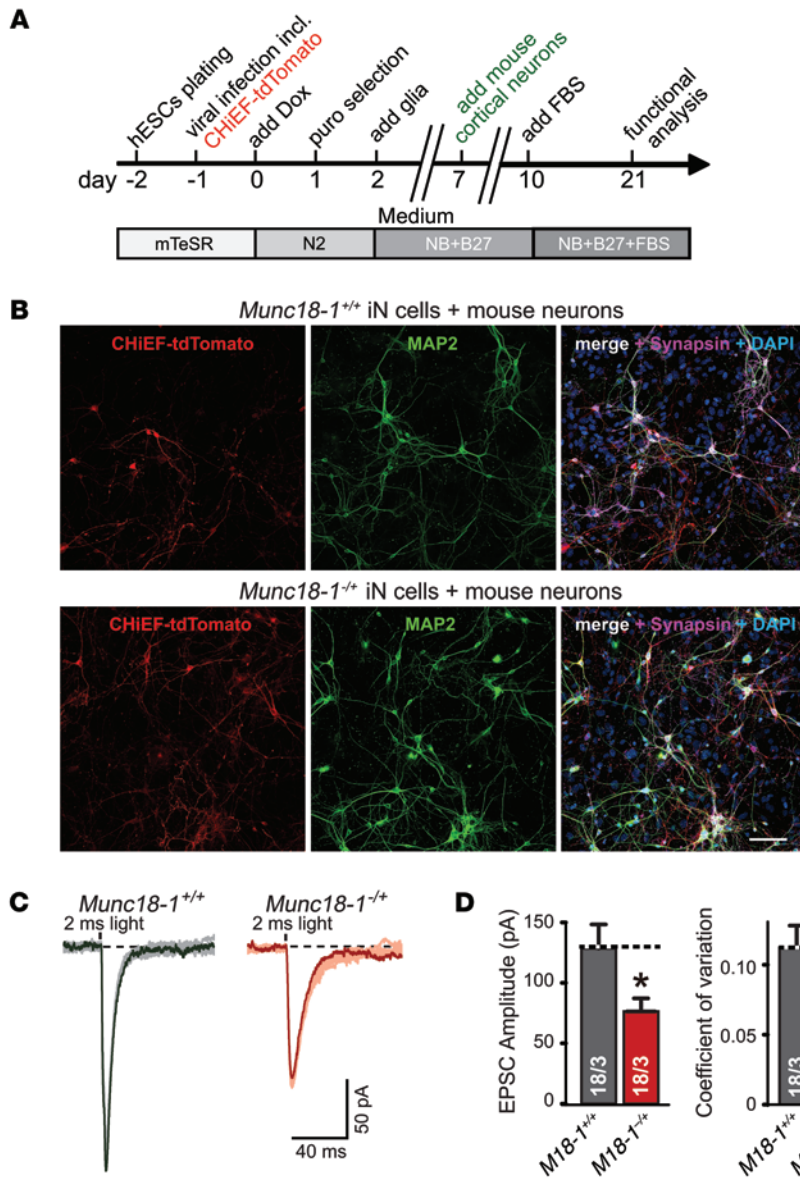 A
hESCs plating
viral infection incl.
CHiEF-tdTomato
add Dox
puro selection
add glia
add mouse
cortical neurons
add FBS
functional
analysis
day -2 -1 0 1 2 7 10 21
Medium
mTeSR N2 NB+B27 NB+B27+FBS
B
Munc18-1+/+ iN cells + mouse neurons
CHiEF-tdTomato MAP2 merge + Synapsin + DAPI
Munc18-1-/+ iN cells + mouse neurons
CHiEF-tdTomato MAP2 merge + Synapsin + DAPI
C
Munc18-1+/+ Munc18-1-/+
2 ms light 2 ms light
50 pA
40 ms
D
EPSC Amplitude (pA)
150
100
50
0
*
18/3 18/3
M18-1+/+ M18-1-/+
Coefficient of variation
0.10
0.05
0
18/3
M18-1+/+